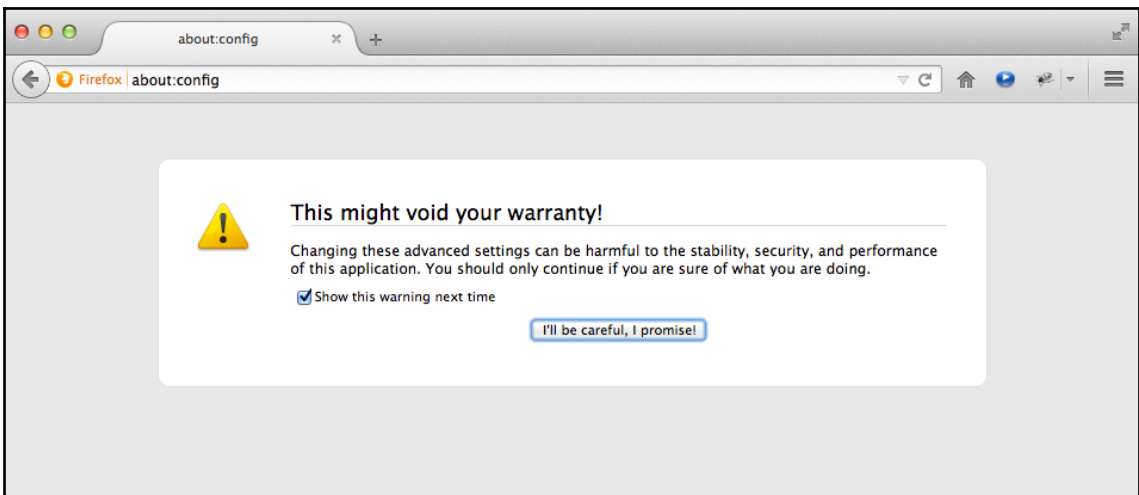 about:config
Firefox about:config
This might void your warranty!
Changing these advanced settings can be harmful to the stability, security, and performance
of this application. You should only continue if you are sure of what you are doing.
Show this warning next time
I'll be careful, I promise!